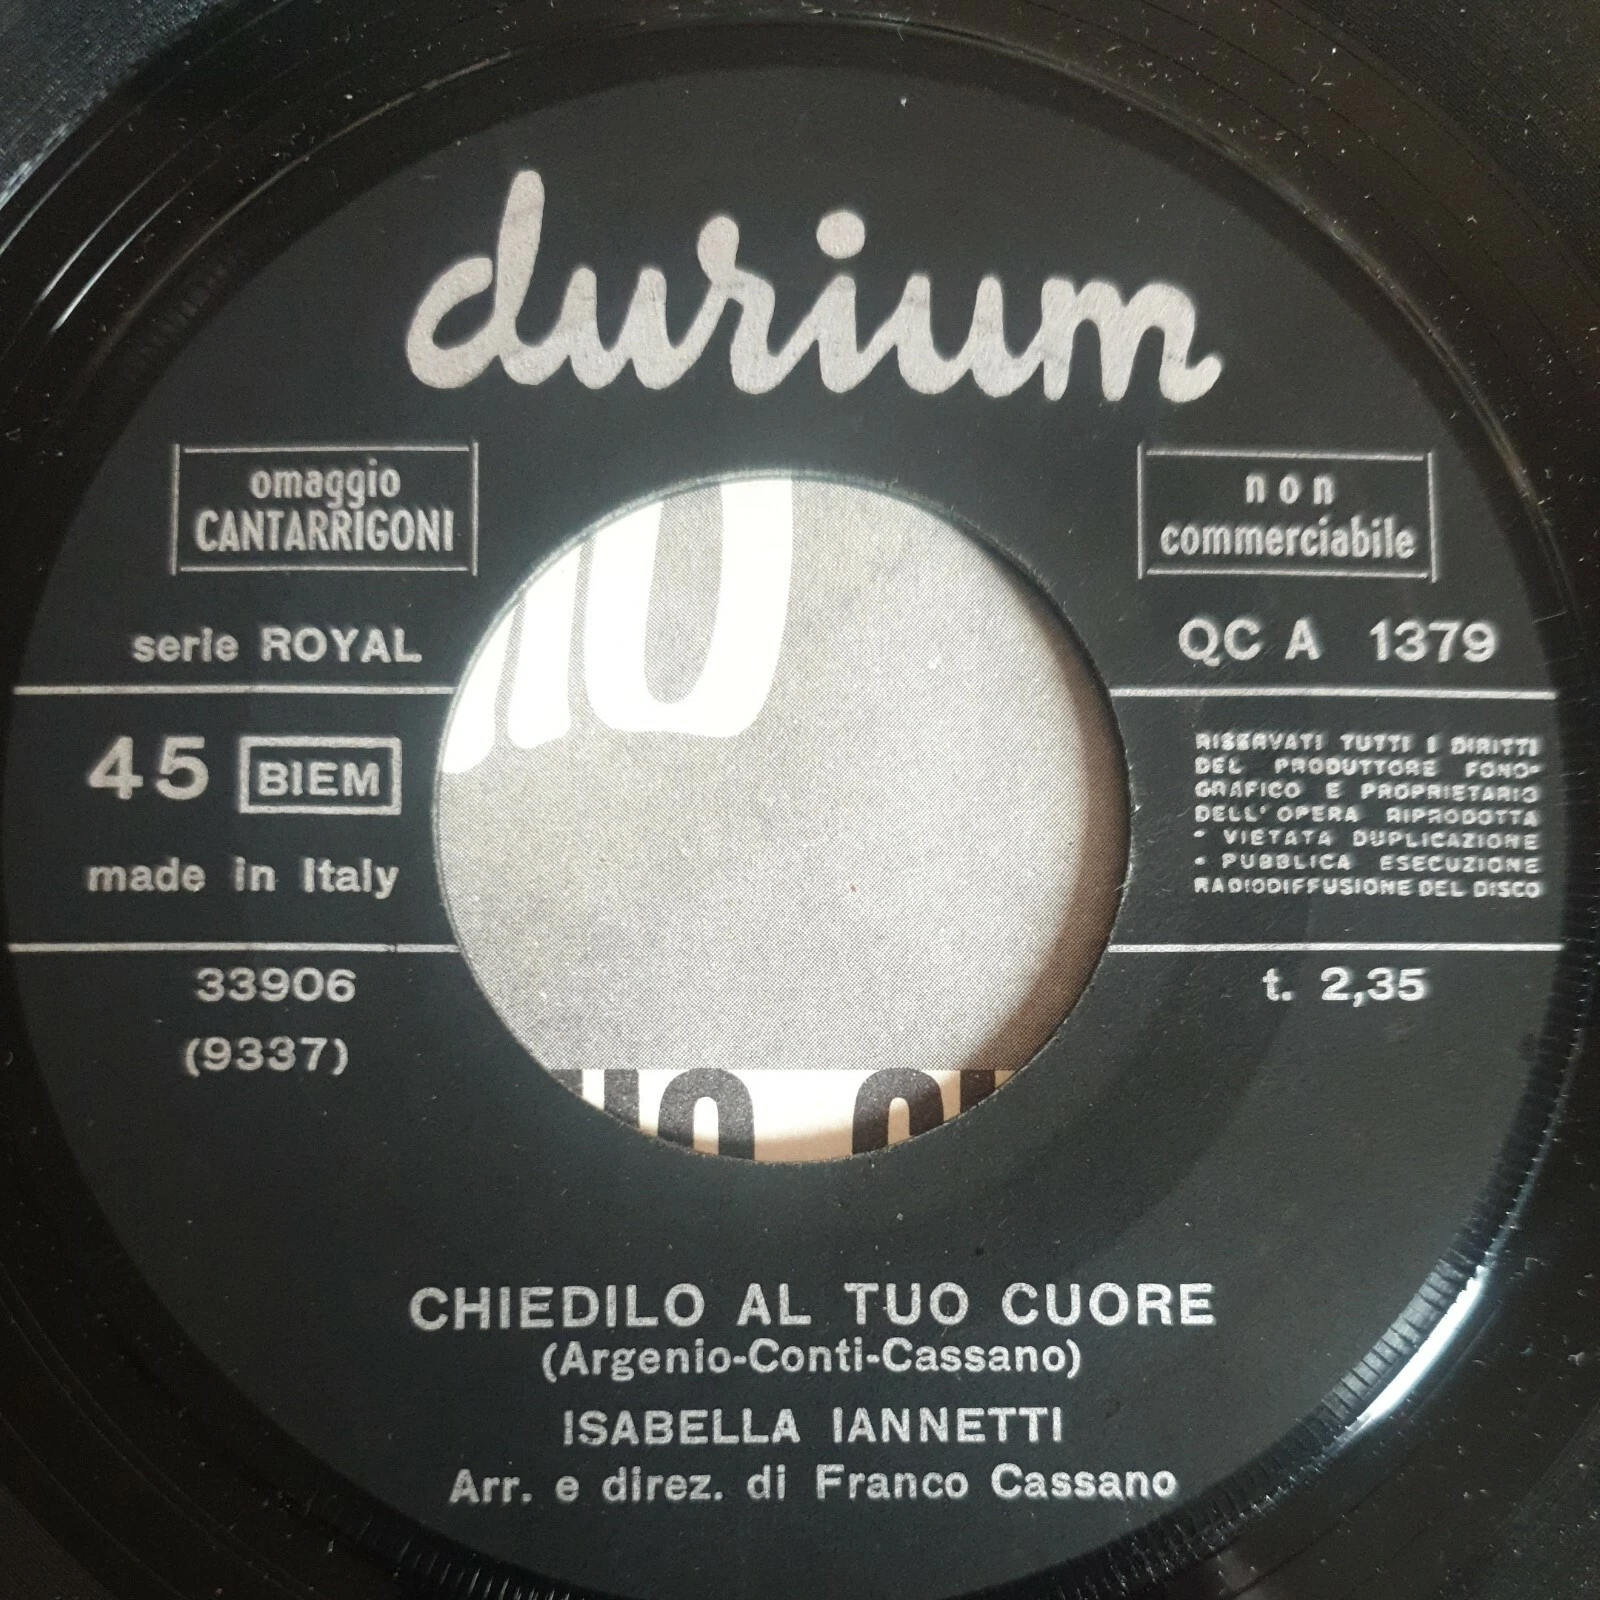 durium
omaggio
CANTARRIGONI
non
commerciabile
serie ROYAL
QC A 1379
45 BIEM
made in Italy
RISERVATI TUTTI I DIRITTI
DEL PRODUTTORE FONO-
GRAFICO E PROPRIETARIO
DELL'OPERA RIPRODOTTA
- VIETATA DUPLICAZIONE
- PUBBLICA ESECUZIONE
RADIODIFFUSIONE DEL DISCO
33906
(9337)
t. 2,35
CHIEDILO AL TUO CUORE
(Argenio-Conti-Cassano)
ISABELLA IANNETTI
Arr. e direz. di Franco Cassano